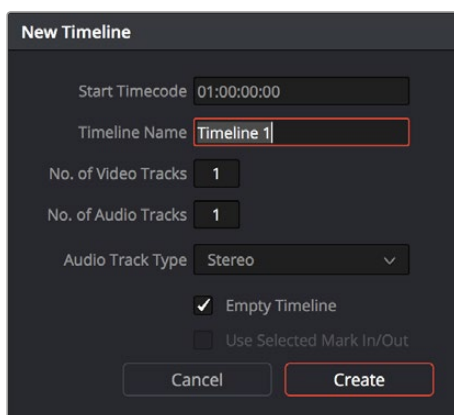 New Timeline
Start Timecode 01:00:00:00
Timeline Name Timeline 1
No. of Video Tracks 1
No. of Audio Tracks 1
Audio Track Type Stereo
Empty Timeline
Use Selected Mark In/Out
Cancel Create